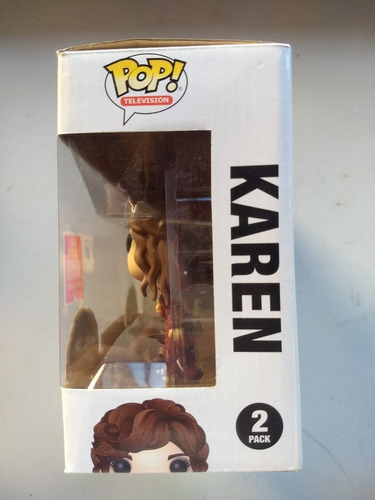 POP!
TELEVISION
KAREN
2
PACK